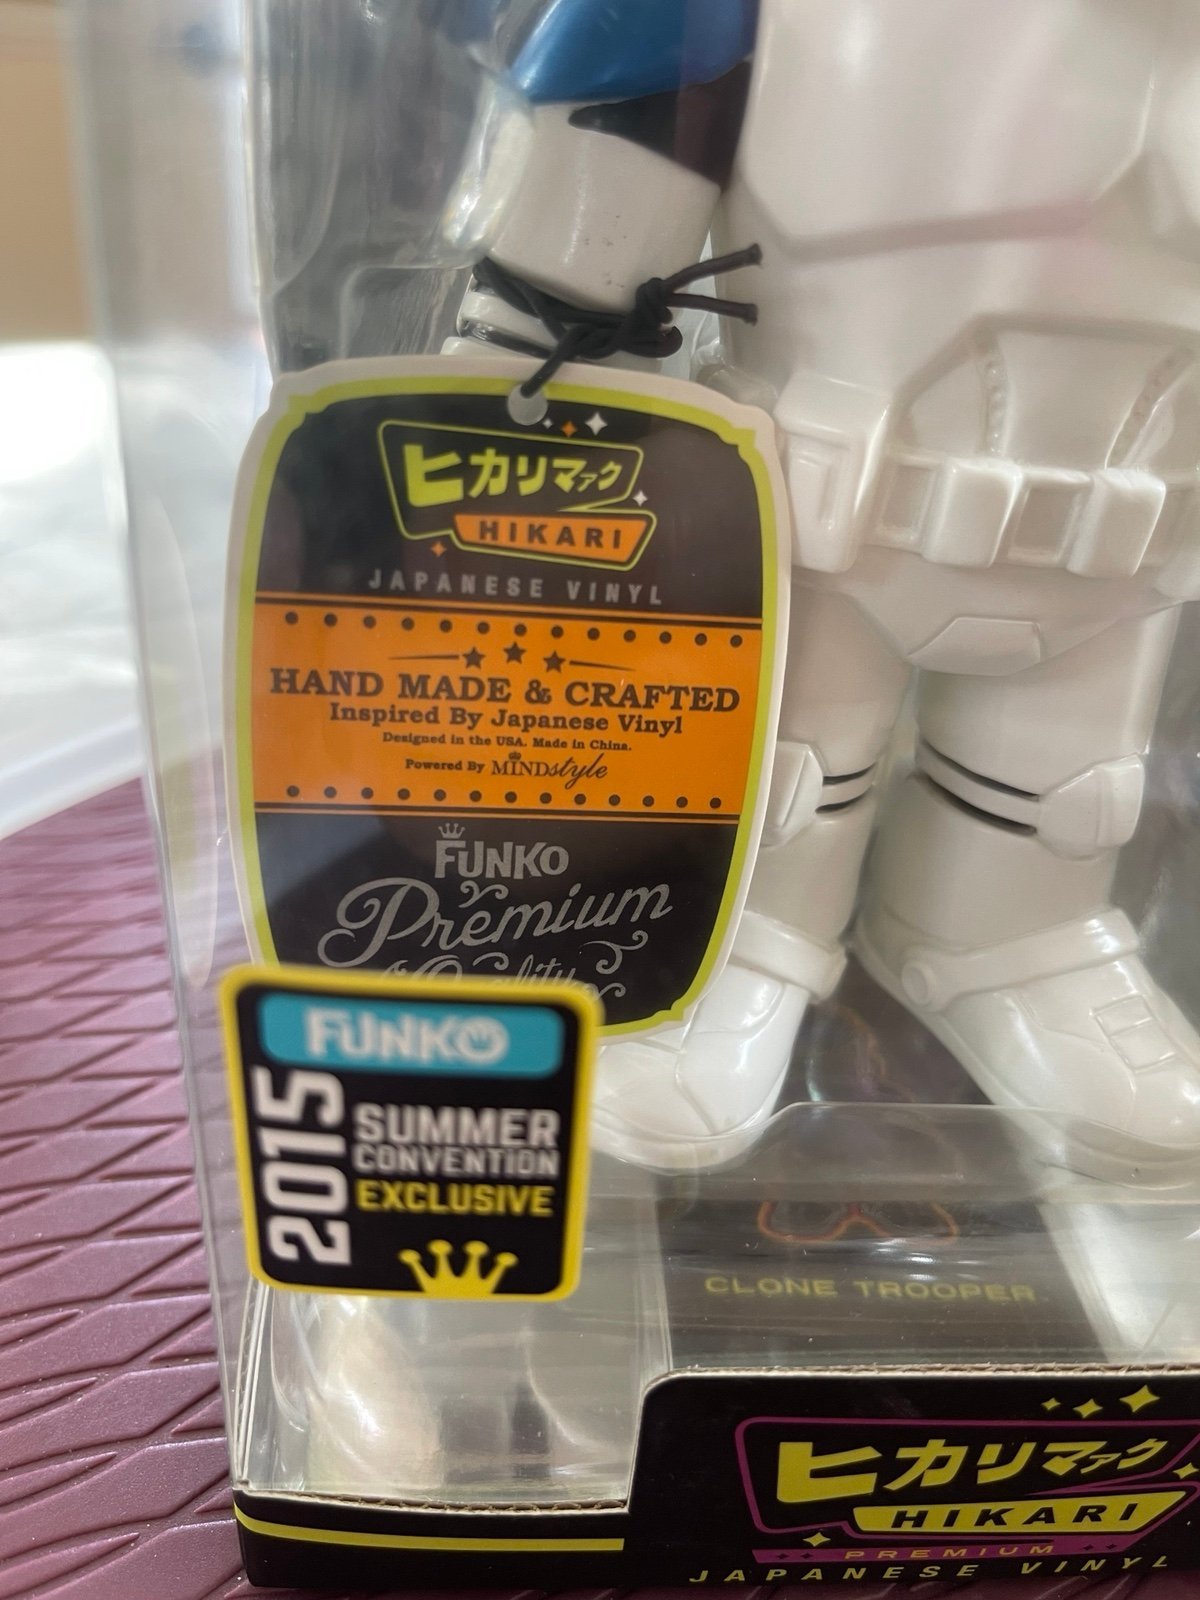 ヒカリマァク
HIKARI
JAPANESE VINYL
HAND MADE & CRAFTED
Inspired By Japanese Vinyl
Designed in the USA. Made in China.
Powered By MINDstyle
FUNKO
Premium
Quality
FUNKO
2015
SUMMER
CONVENTION
EXCLUSIVE
CLONE TROOPER
ヒカリマァク
HIKARI
PREMIUM
JAPANESE VINYL